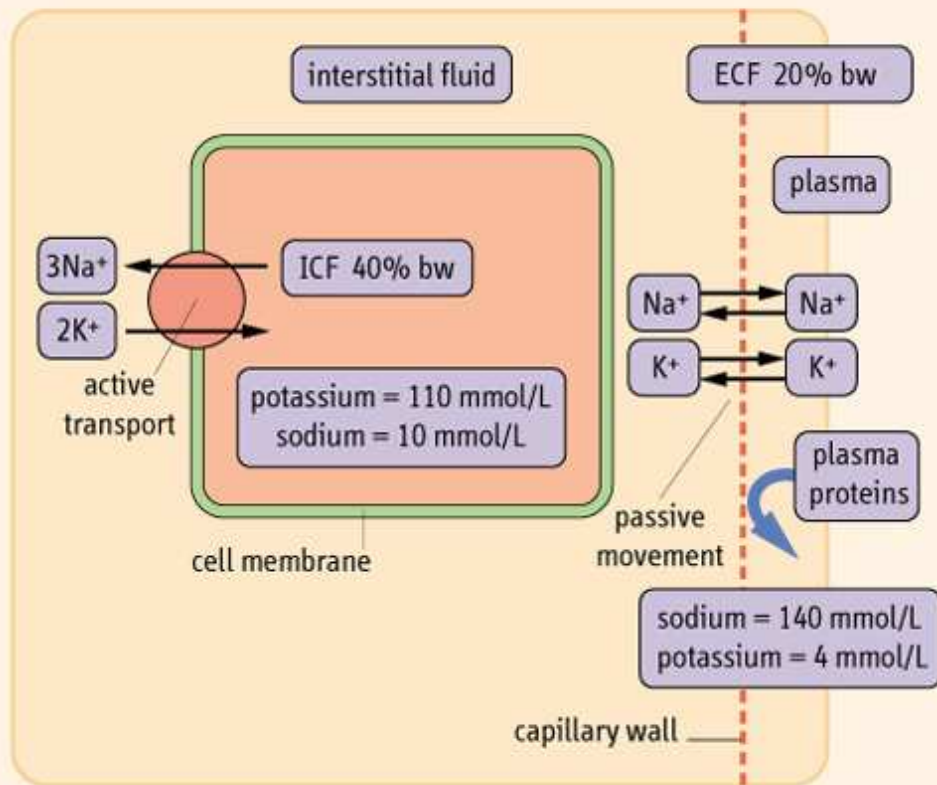 interstitial fluid
ECF 20% bw
plasma
3Na⁺
ICF 40% bw
2K⁺
Na⁺
Na⁺
K⁺
K⁺
active
transport
potassium = 110 mmol/L
sodium = 10 mmol/L
plasma
proteins
passive
movement
cell membrane
sodium = 140 mmol/L
potassium = 4 mmol/L
capillary wall